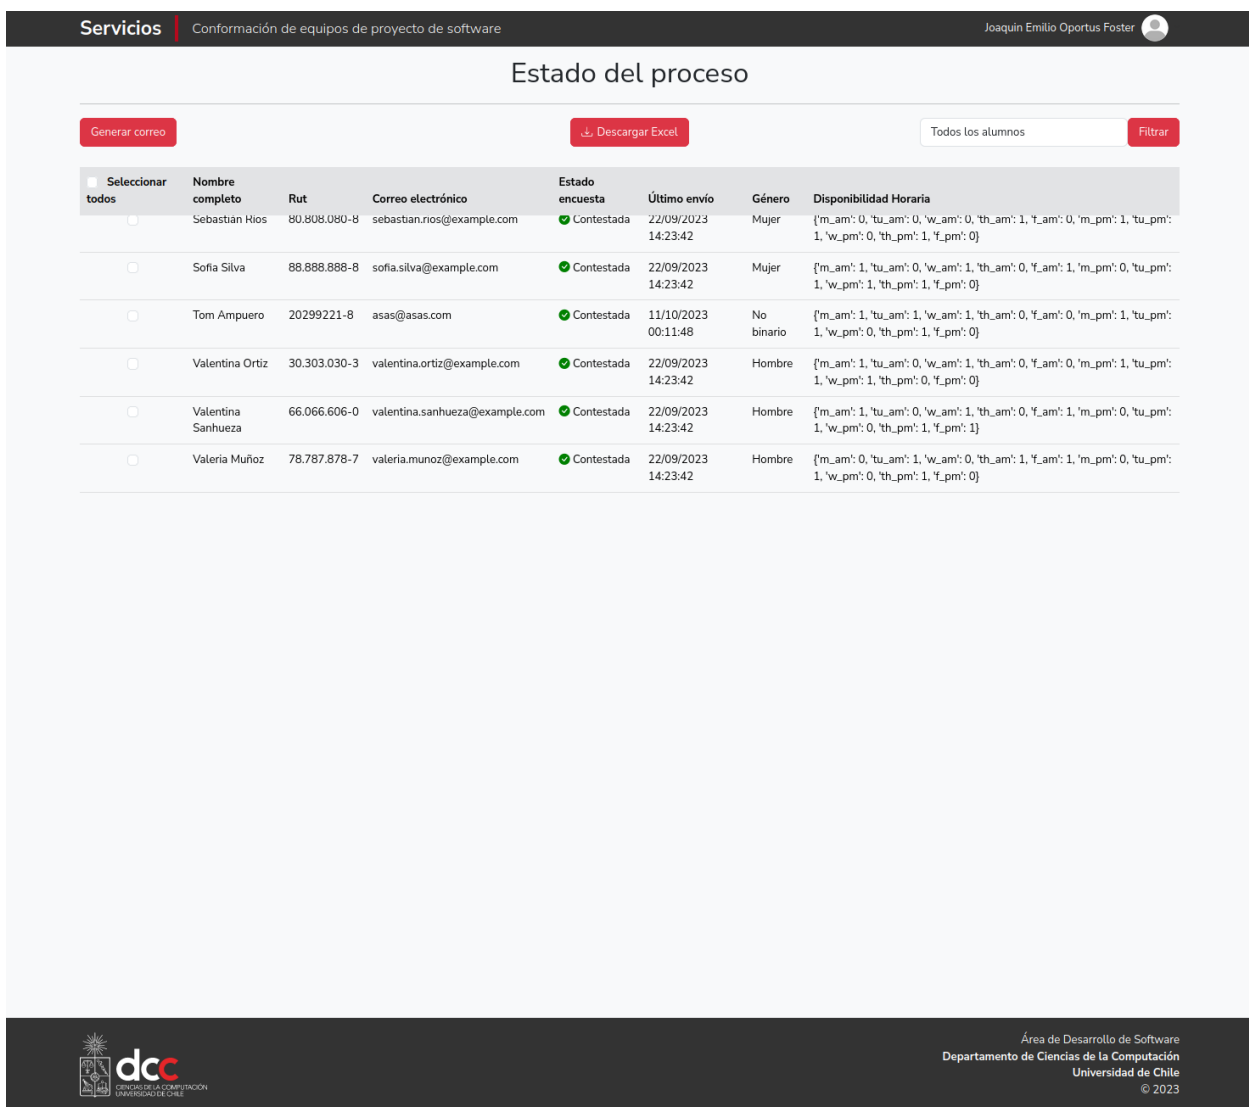 Servicios Conformación de equipos de proyecto de software Joaquin Emilio Oportus Foster
Estado del proceso
Generar correo Descargar Excel Todos los alumnos Filtrar
Seleccionar todos Nombre completo Rut Correo electrónico Estado encuesta Último envío Género Disponibilidad Horaria
Sebastián Ríos 80.808.080-8 sebastian.rios@example.com Contestada 22/09/2023 Mujer {'m_am': 0, 'tu_am': 0, 'w_am': 0, 'th_am': 1, 'f_am': 0, 'm_pm': 1, 'tu_pm':
14:23:42 1, 'w_pm': 0, 'th_pm': 1, 'f_pm': 0}
Sofia Silva 88.888.888-8 sofia.silva@example.com Contestada 22/09/2023 Mujer {'m_am': 1, 'tu_am': 0, 'w_am': 1, 'th_am': 0, 'f_am': 1, 'm_pm': 0, 'tu_pm':
14:23:42 1, 'w_pm': 1, 'th_pm': 1, 'f_pm': 0}
Tom Ampuero 20299221-8 asas@asas.com Contestada 11/10/2023 No {'m_am': 1, 'tu_am': 1, 'w_am': 1, 'th_am': 0, 'f_am': 0, 'm_pm': 1, 'tu_pm':
00:11:48 binario 1, 'w_pm': 0, 'th_pm': 1, 'f_pm': 0}
Valentina Ortiz 30.303.030-3 valentina.ortiz@example.com Contestada 22/09/2023 Hombre {'m_am': 1, 'tu_am': 0, 'w_am': 1, 'th_am': 0, 'f_am': 0, 'm_pm': 1, 'tu_pm':
14:23:42 1, 'w_pm': 1, 'th_pm': 0, 'f_pm': 0}
Valentina 66.066.606-0 valentina.sanhueza@example.com Contestada 22/09/2023 Hombre {'m_am': 1, 'tu_am': 0, 'w_am': 1, 'th_am': 0, 'f_am': 1, 'm_pm': 0, 'tu_pm':
Sanhueza 14:23:42 1, 'w_pm': 0, 'th_pm': 1, 'f_pm': 1}
Valeria Muñoz 78.787.878-7 valeria.munoz@example.com Contestada 22/09/2023 Hombre {'m_am': 0, 'tu_am': 1, 'w_am': 0, 'th_am': 1, 'f_am': 1, 'm_pm': 0, 'tu_pm':
14:23:42 1, 'w_pm': 0, 'th_pm': 1, 'f_pm': 0}
dcc
CIENCIAS DE LA COMPUTACIÓN
UNIVERSIDAD DE CHILE
Área de Desarrollo de Software
Departamento de Ciencias de la Computación
Universidad de Chile
© 2023